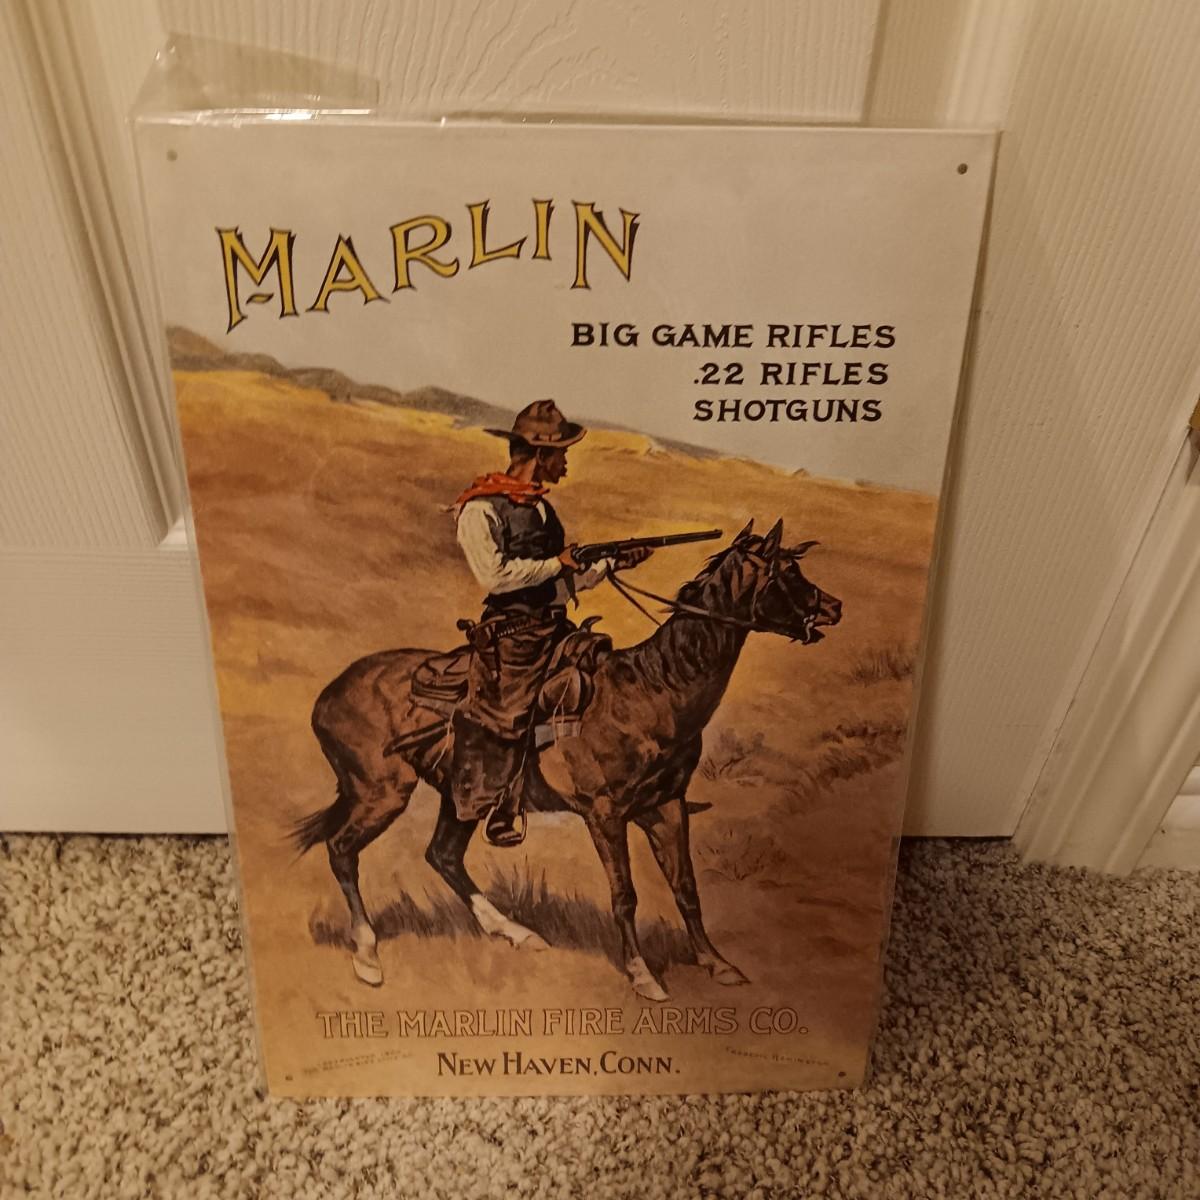 MARLIN
BIG GAME RIFLES
.22 RIFLES
SHOTGUNS
THE MARLIN FIRE ARMS CO.
NEW HAVEN, CONN.